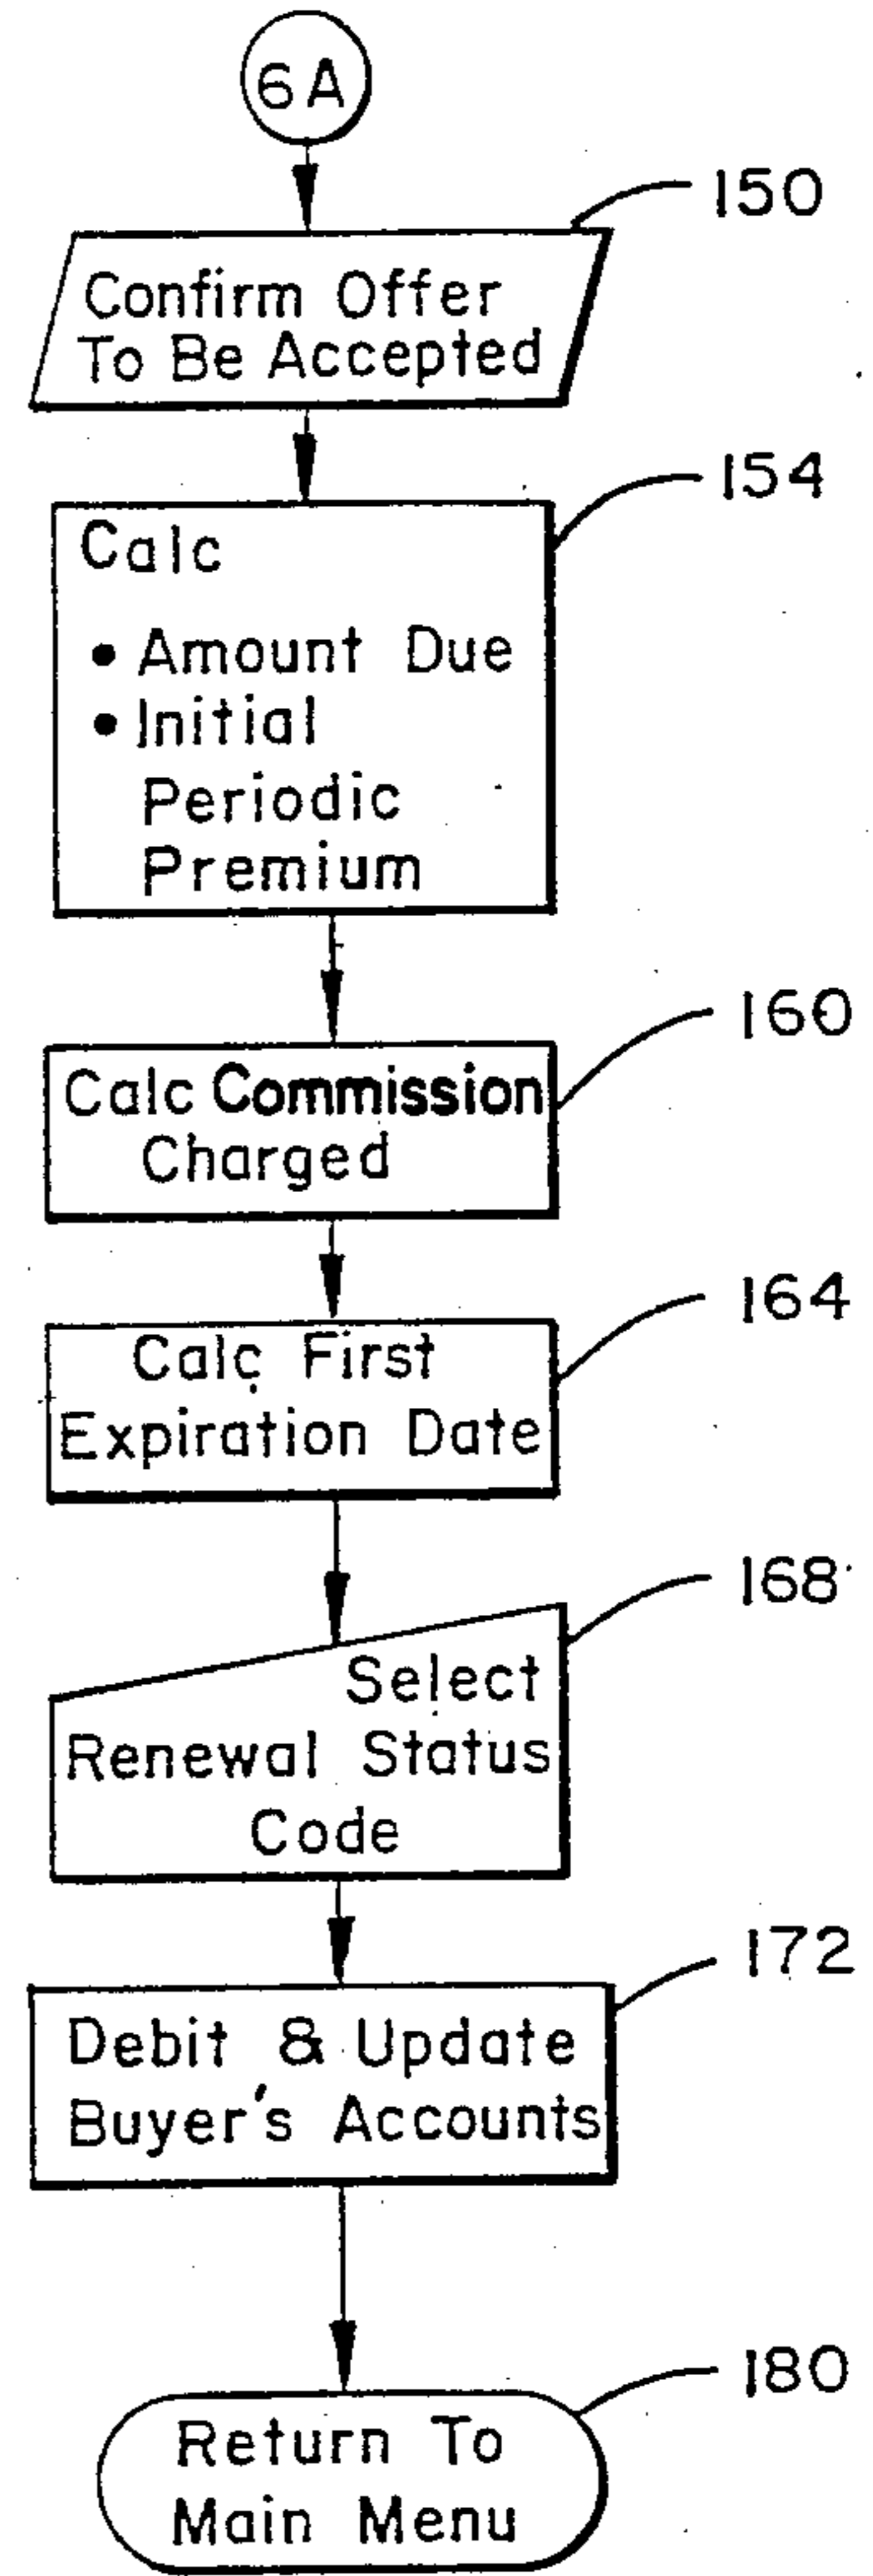 6A
150
Confirm Offer
To Be Accepted
154
Calc
• Amount Due
• Initial
Periodic
Premium
160
Calc Commission
Charged
164
Calc First
Expiration Date
168
Select
Renewal Status
Code
172
Debit & Update
Buyer's Accounts
180
Return To
Main Menu